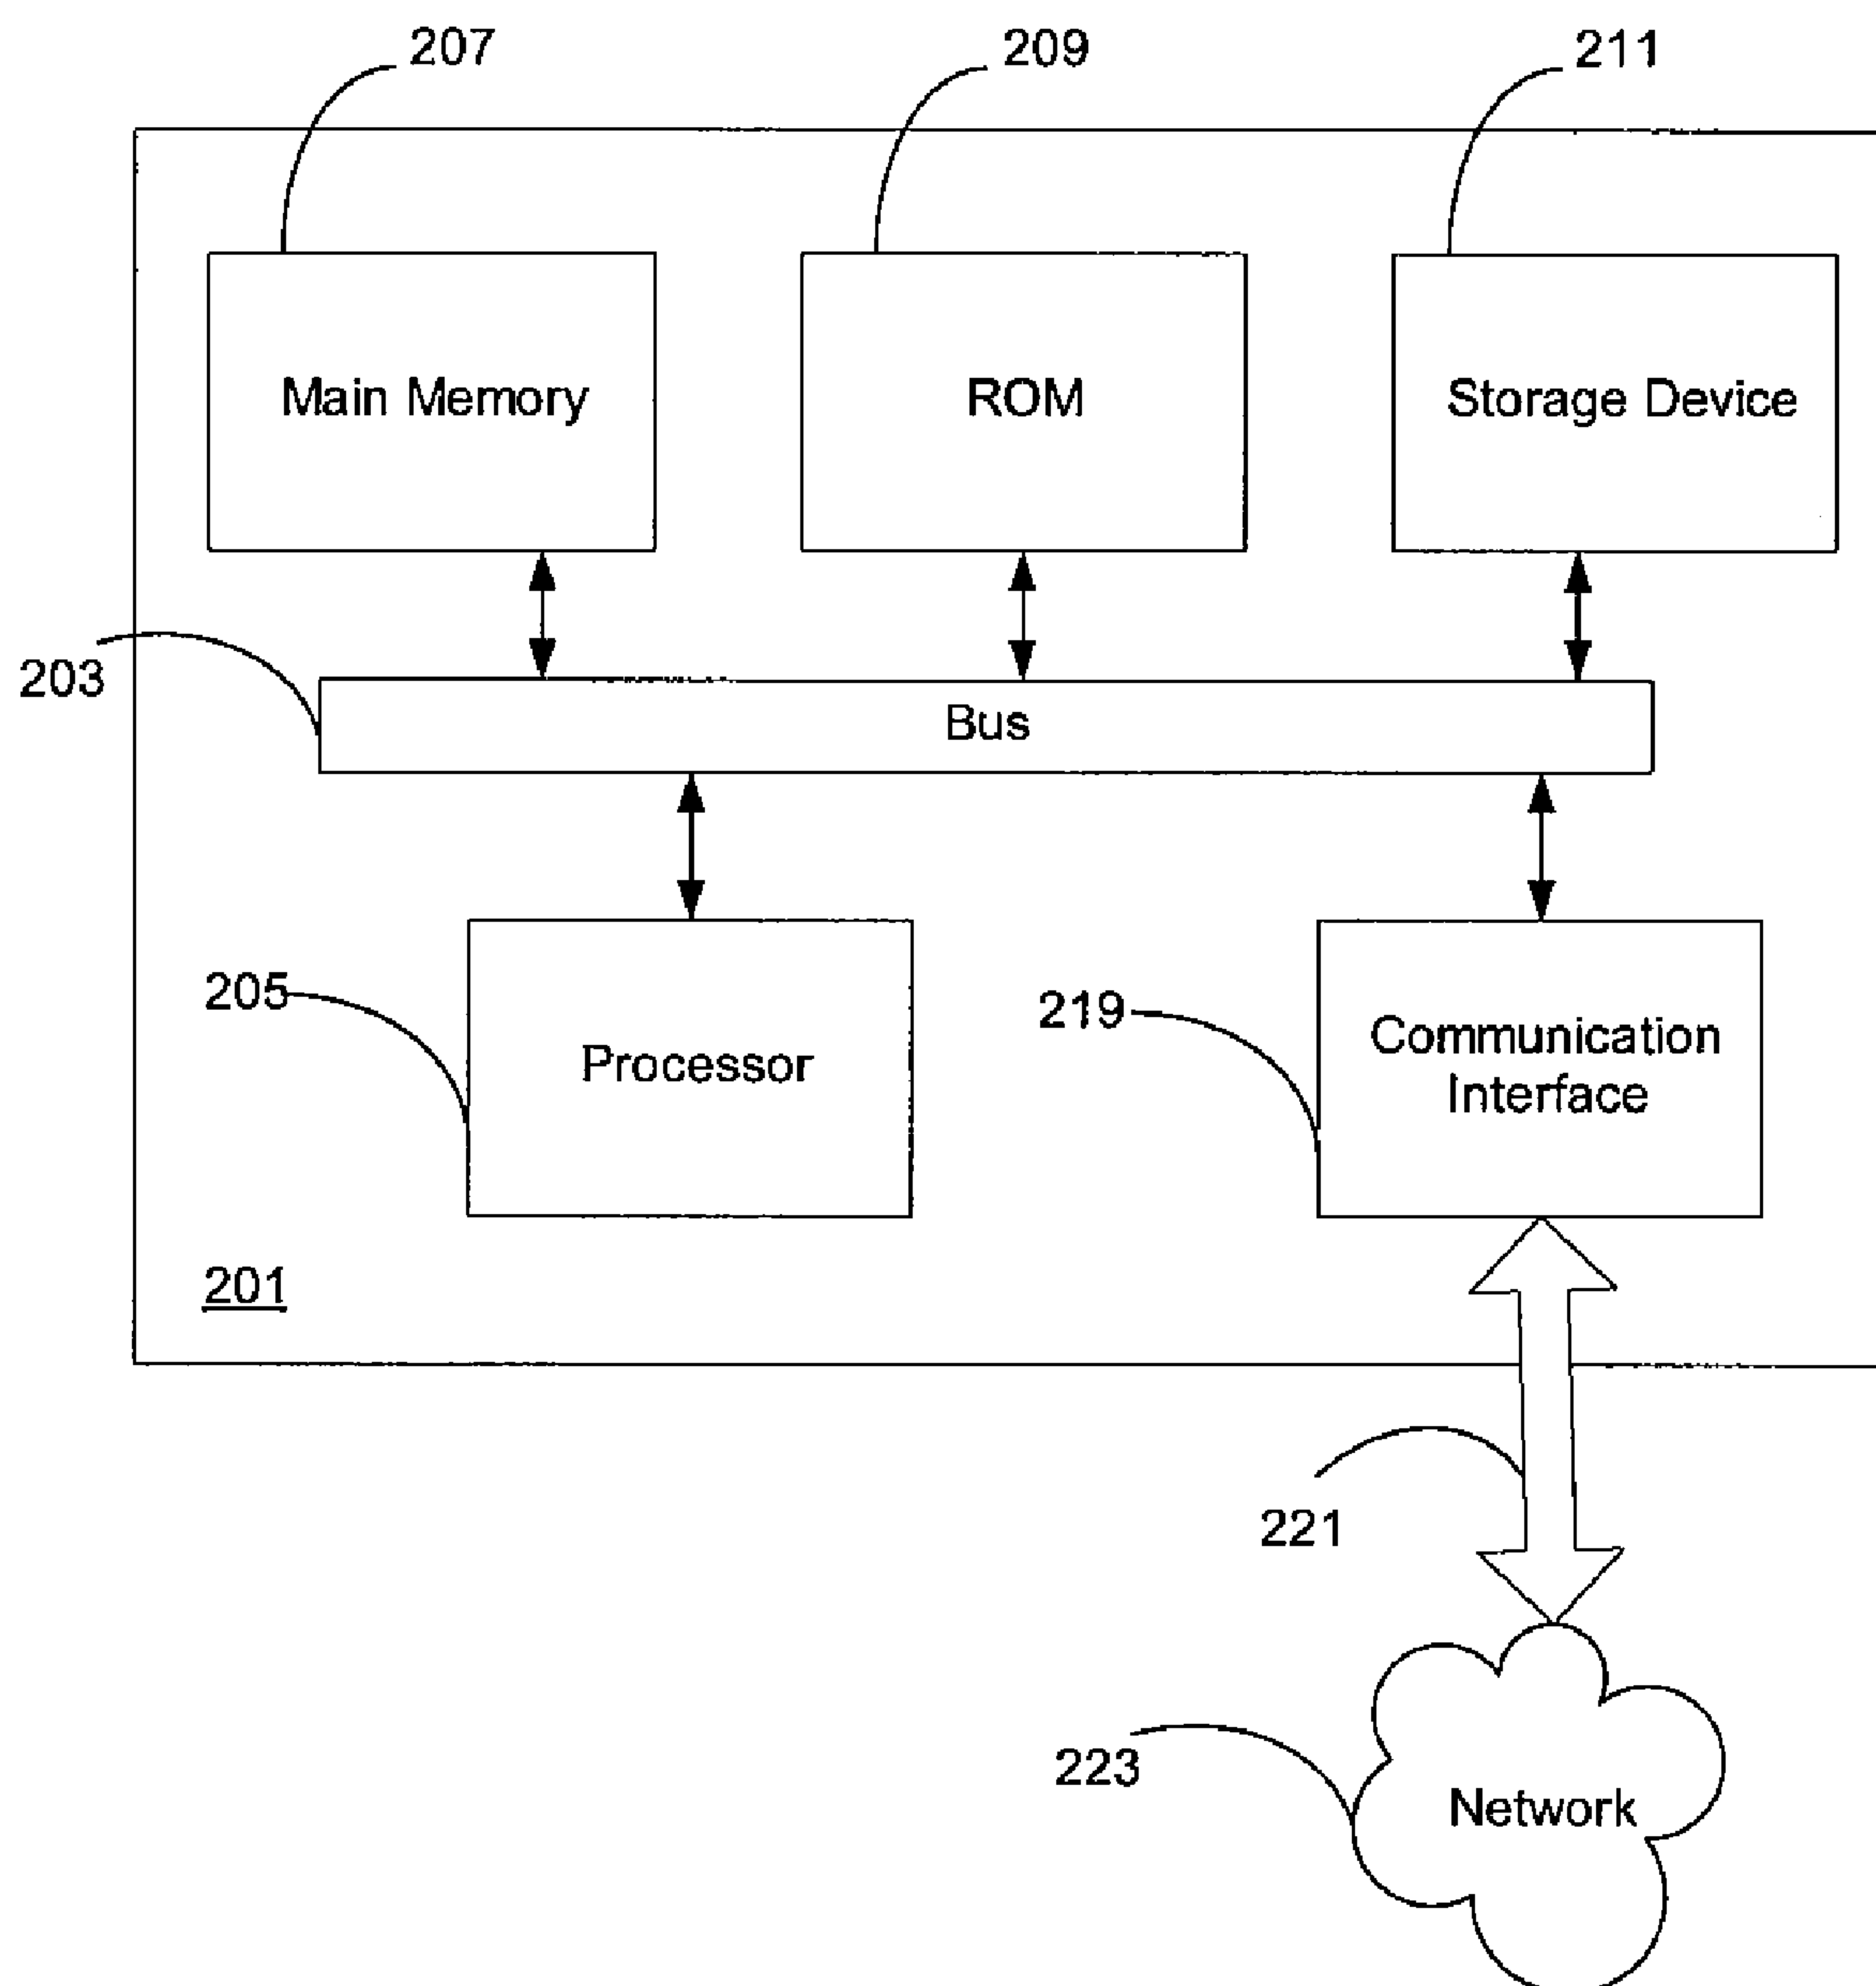 207
209
211
Main Memory
ROM
Storage Device
203
Bus
205
219
Processor
Communication
Interface
201
221
223
Network